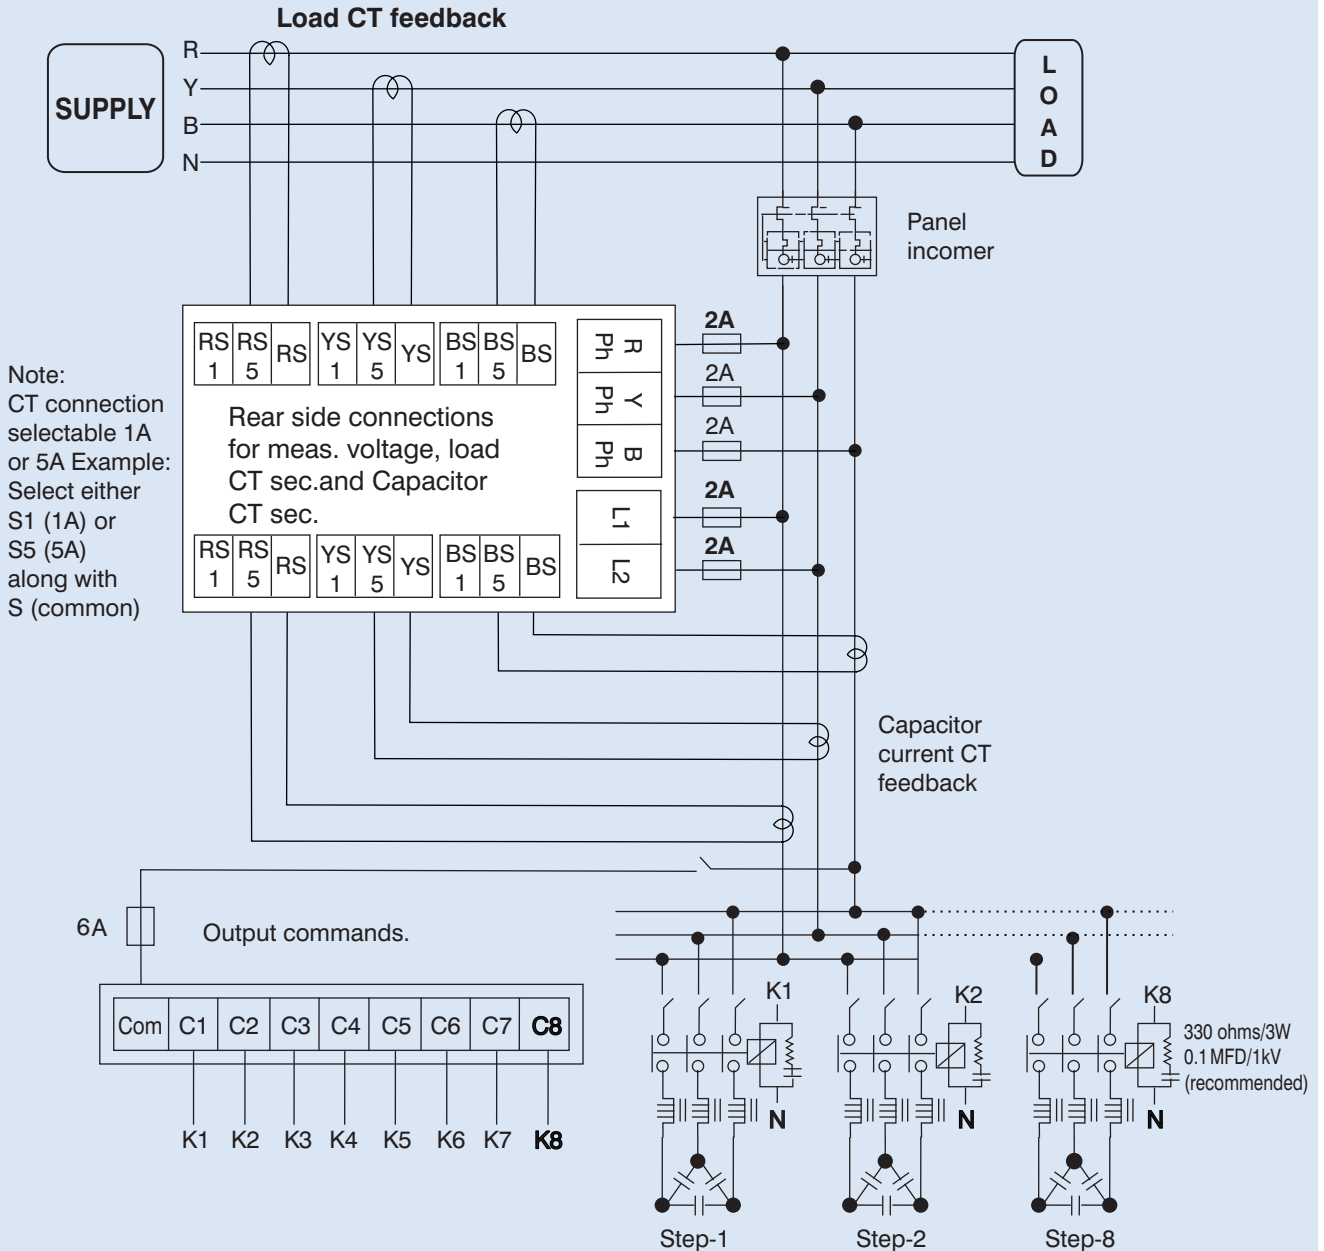 Load CT feedback
SUPPLY
R
Y
B
N
L
O
A
D
Panel
incomer
RS 1
RS 5
RS
YS 1
YS 5
YS
BS 1
BS 5
BS
R Ph
Y Ph
B Ph
L1
L2
2A
2A
2A
2A
2A
Rear side connections
for meas. voltage, load
CT sec.and Capacitor
CT sec.
RS 1
RS 5
RS
YS 1
YS 5
YS
BS 1
BS 5
BS
Note:
CT connection
selectable 1A
or 5A Example:
Select either
S1 (1A) or
S5 (5A)
along with
S (common)
Capacitor
current CT
feedback
6A
Output commands.
Com C1 C2 C3 C4 C5 C6 C7 C8
K1 K2 K3 K4 K5 K6 K7 K8
K1
N
Step-1
K2
N
Step-2
K8
N
Step-8
330 ohms/3W
0.1 MFD/1kV
(recommended)